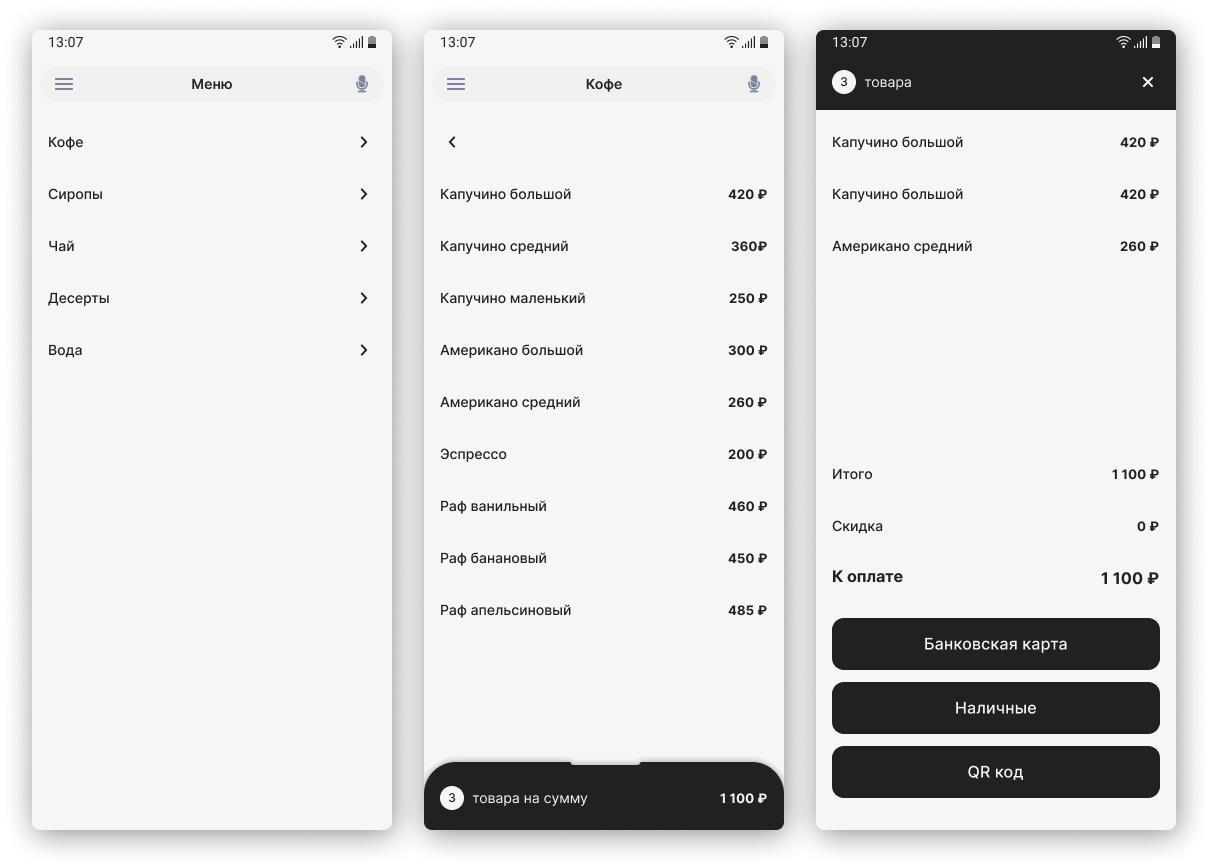 13:07
Меню
Кофе
Сиропы
Чай
Десерты
Вода
13:07
Кофе
Капучино большой 420 ₽
Капучино средний 360₽
Капучино маленький 250 ₽
Американо большой 300 ₽
Американо средний 260 ₽
Эспрессо 200 ₽
Раф ванильный 460 ₽
Раф банановый 450 ₽
Раф апельсиновый 485 ₽
3 товара на сумму 1 100 ₽
13:07
3 товара
Капучино большой 420 ₽
Капучино большой 420 ₽
Американо средний 260 ₽
Итого 1 100 ₽
Скидка 0 ₽
К оплате 1 100 ₽
Банковская карта
Наличные
QR код